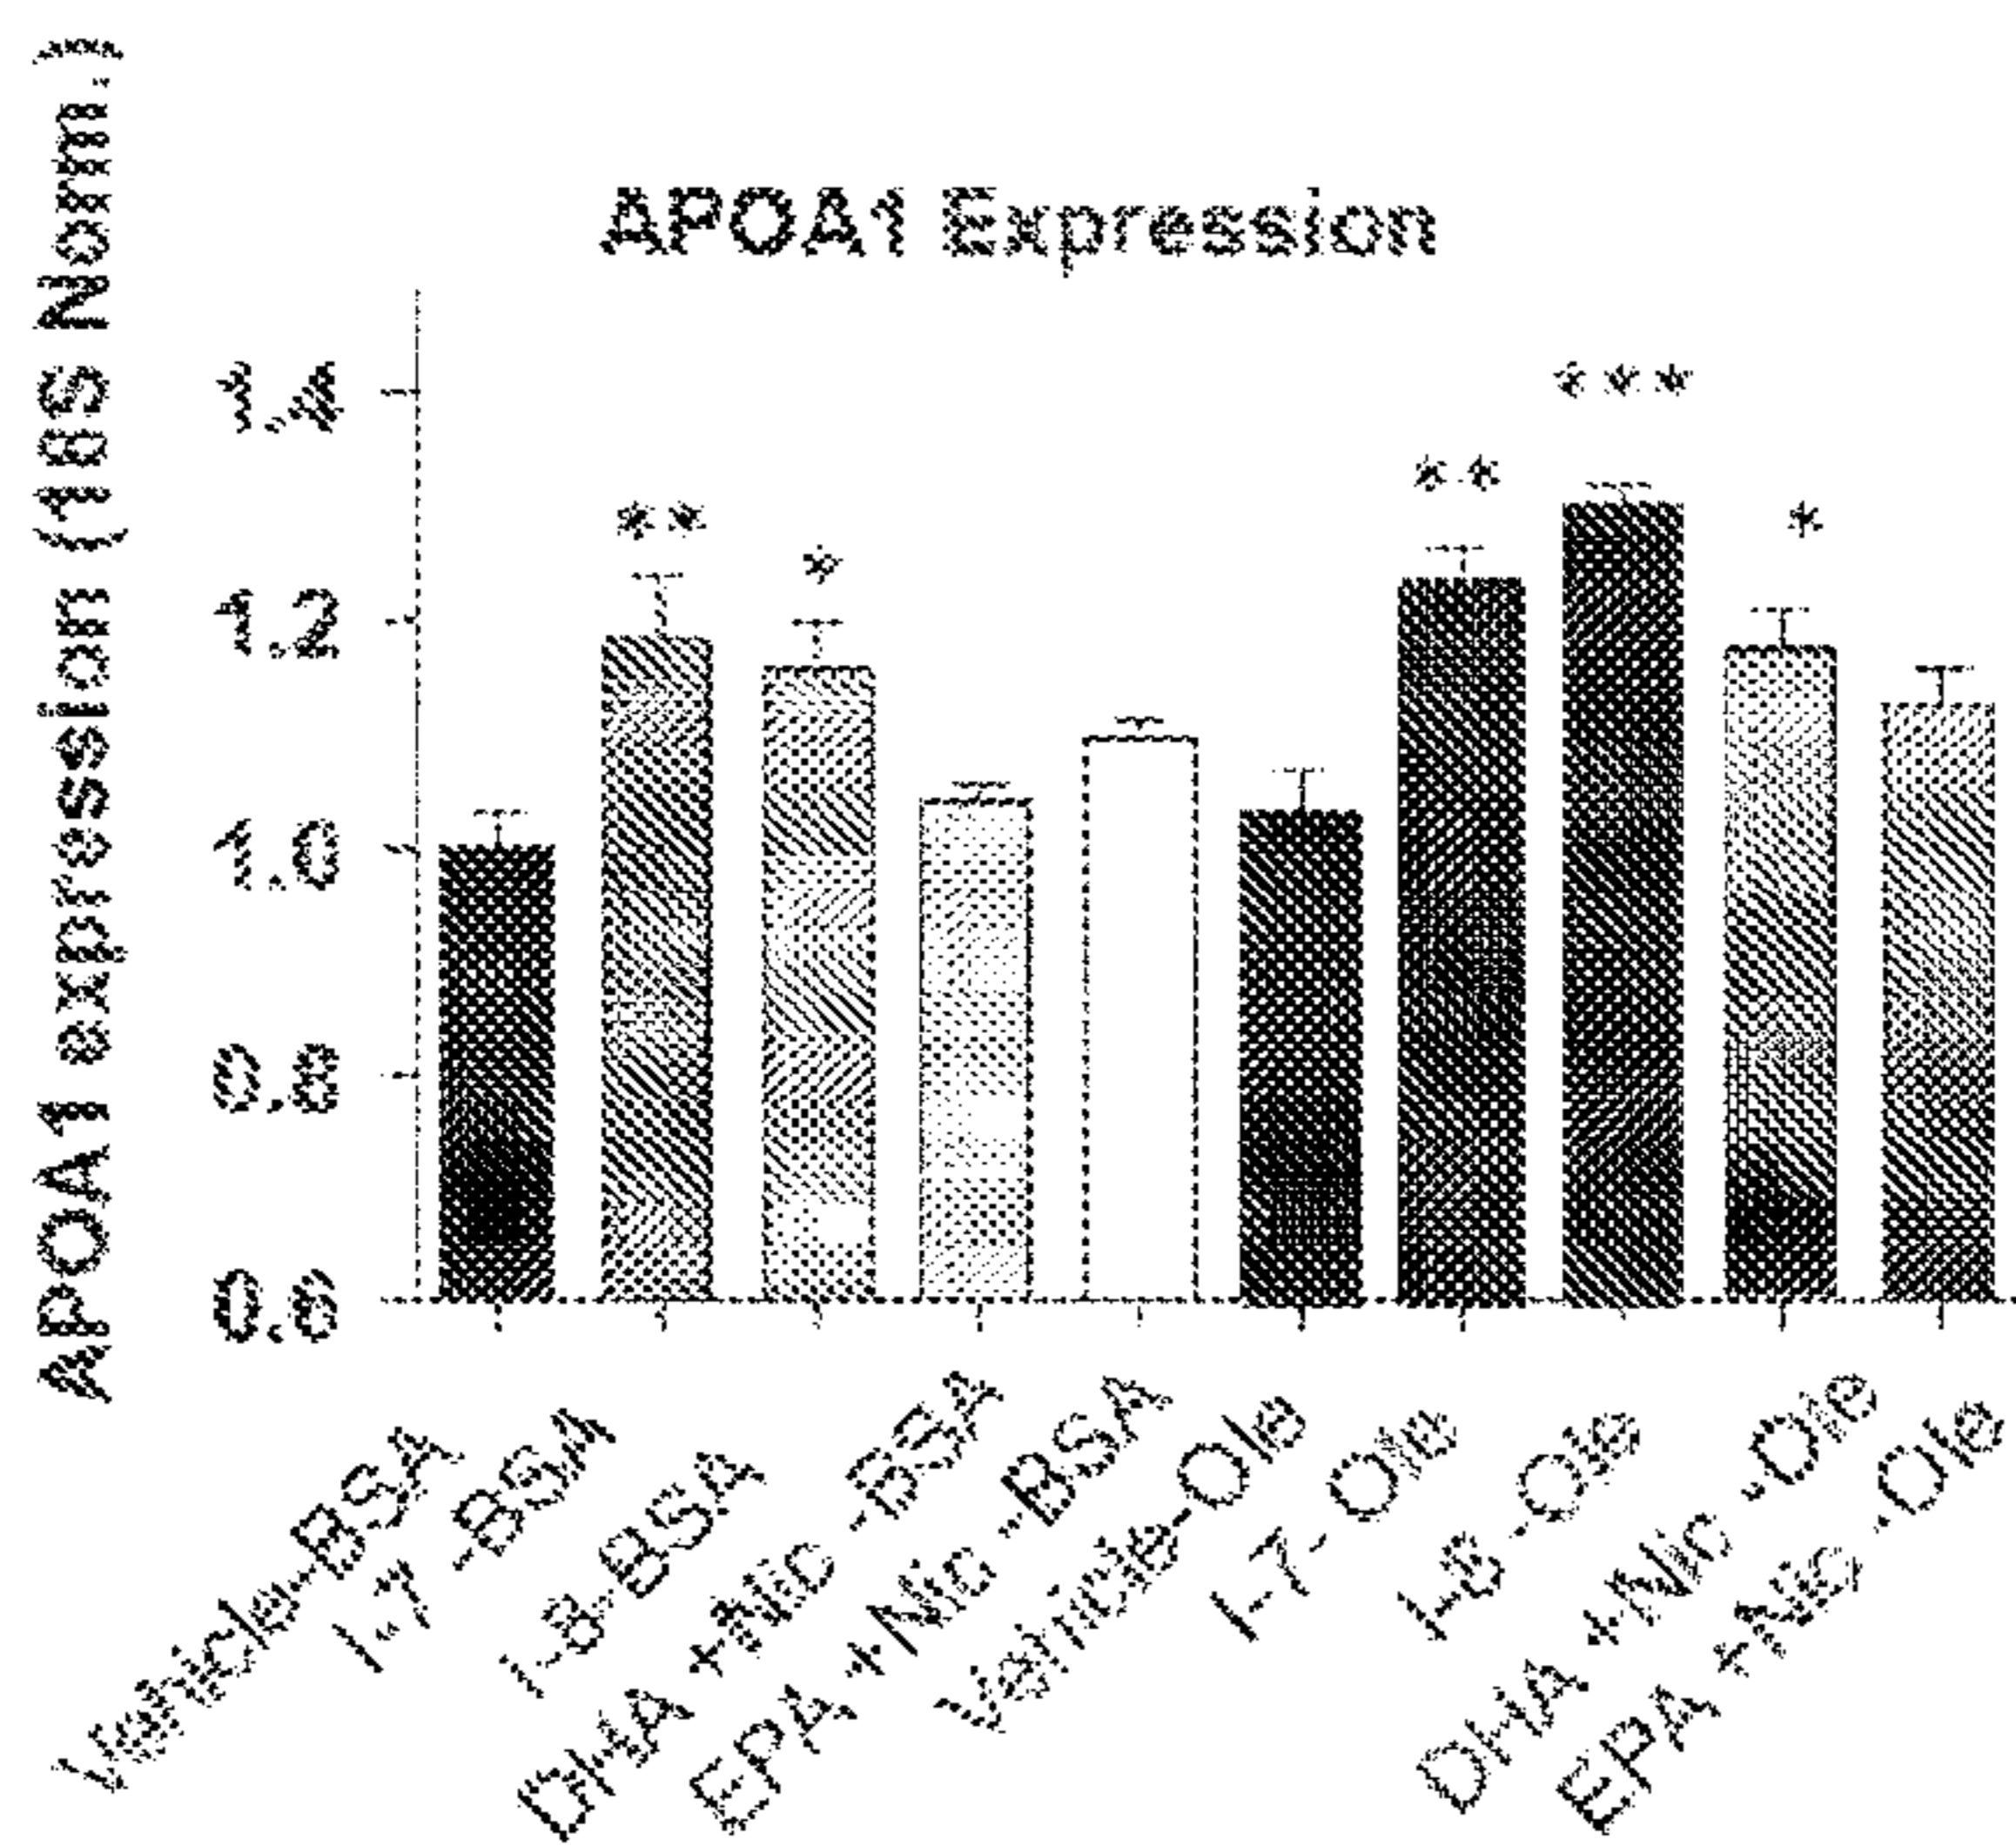 APOA1 Expression
APOA1 expression (18S Norm.)
1.4
1.2
1.0
0.8
0.6
**
*
**
***
*
Vehicle-BSA
I-7 -BSA
I-8-BSA
DHA +Nic -BSA
EPA +Nic -BSA
Vehicle-Ole
I-7- Ole
I-8 -Ole
DHA +Nic -Ole
EPA +Nic -Ole